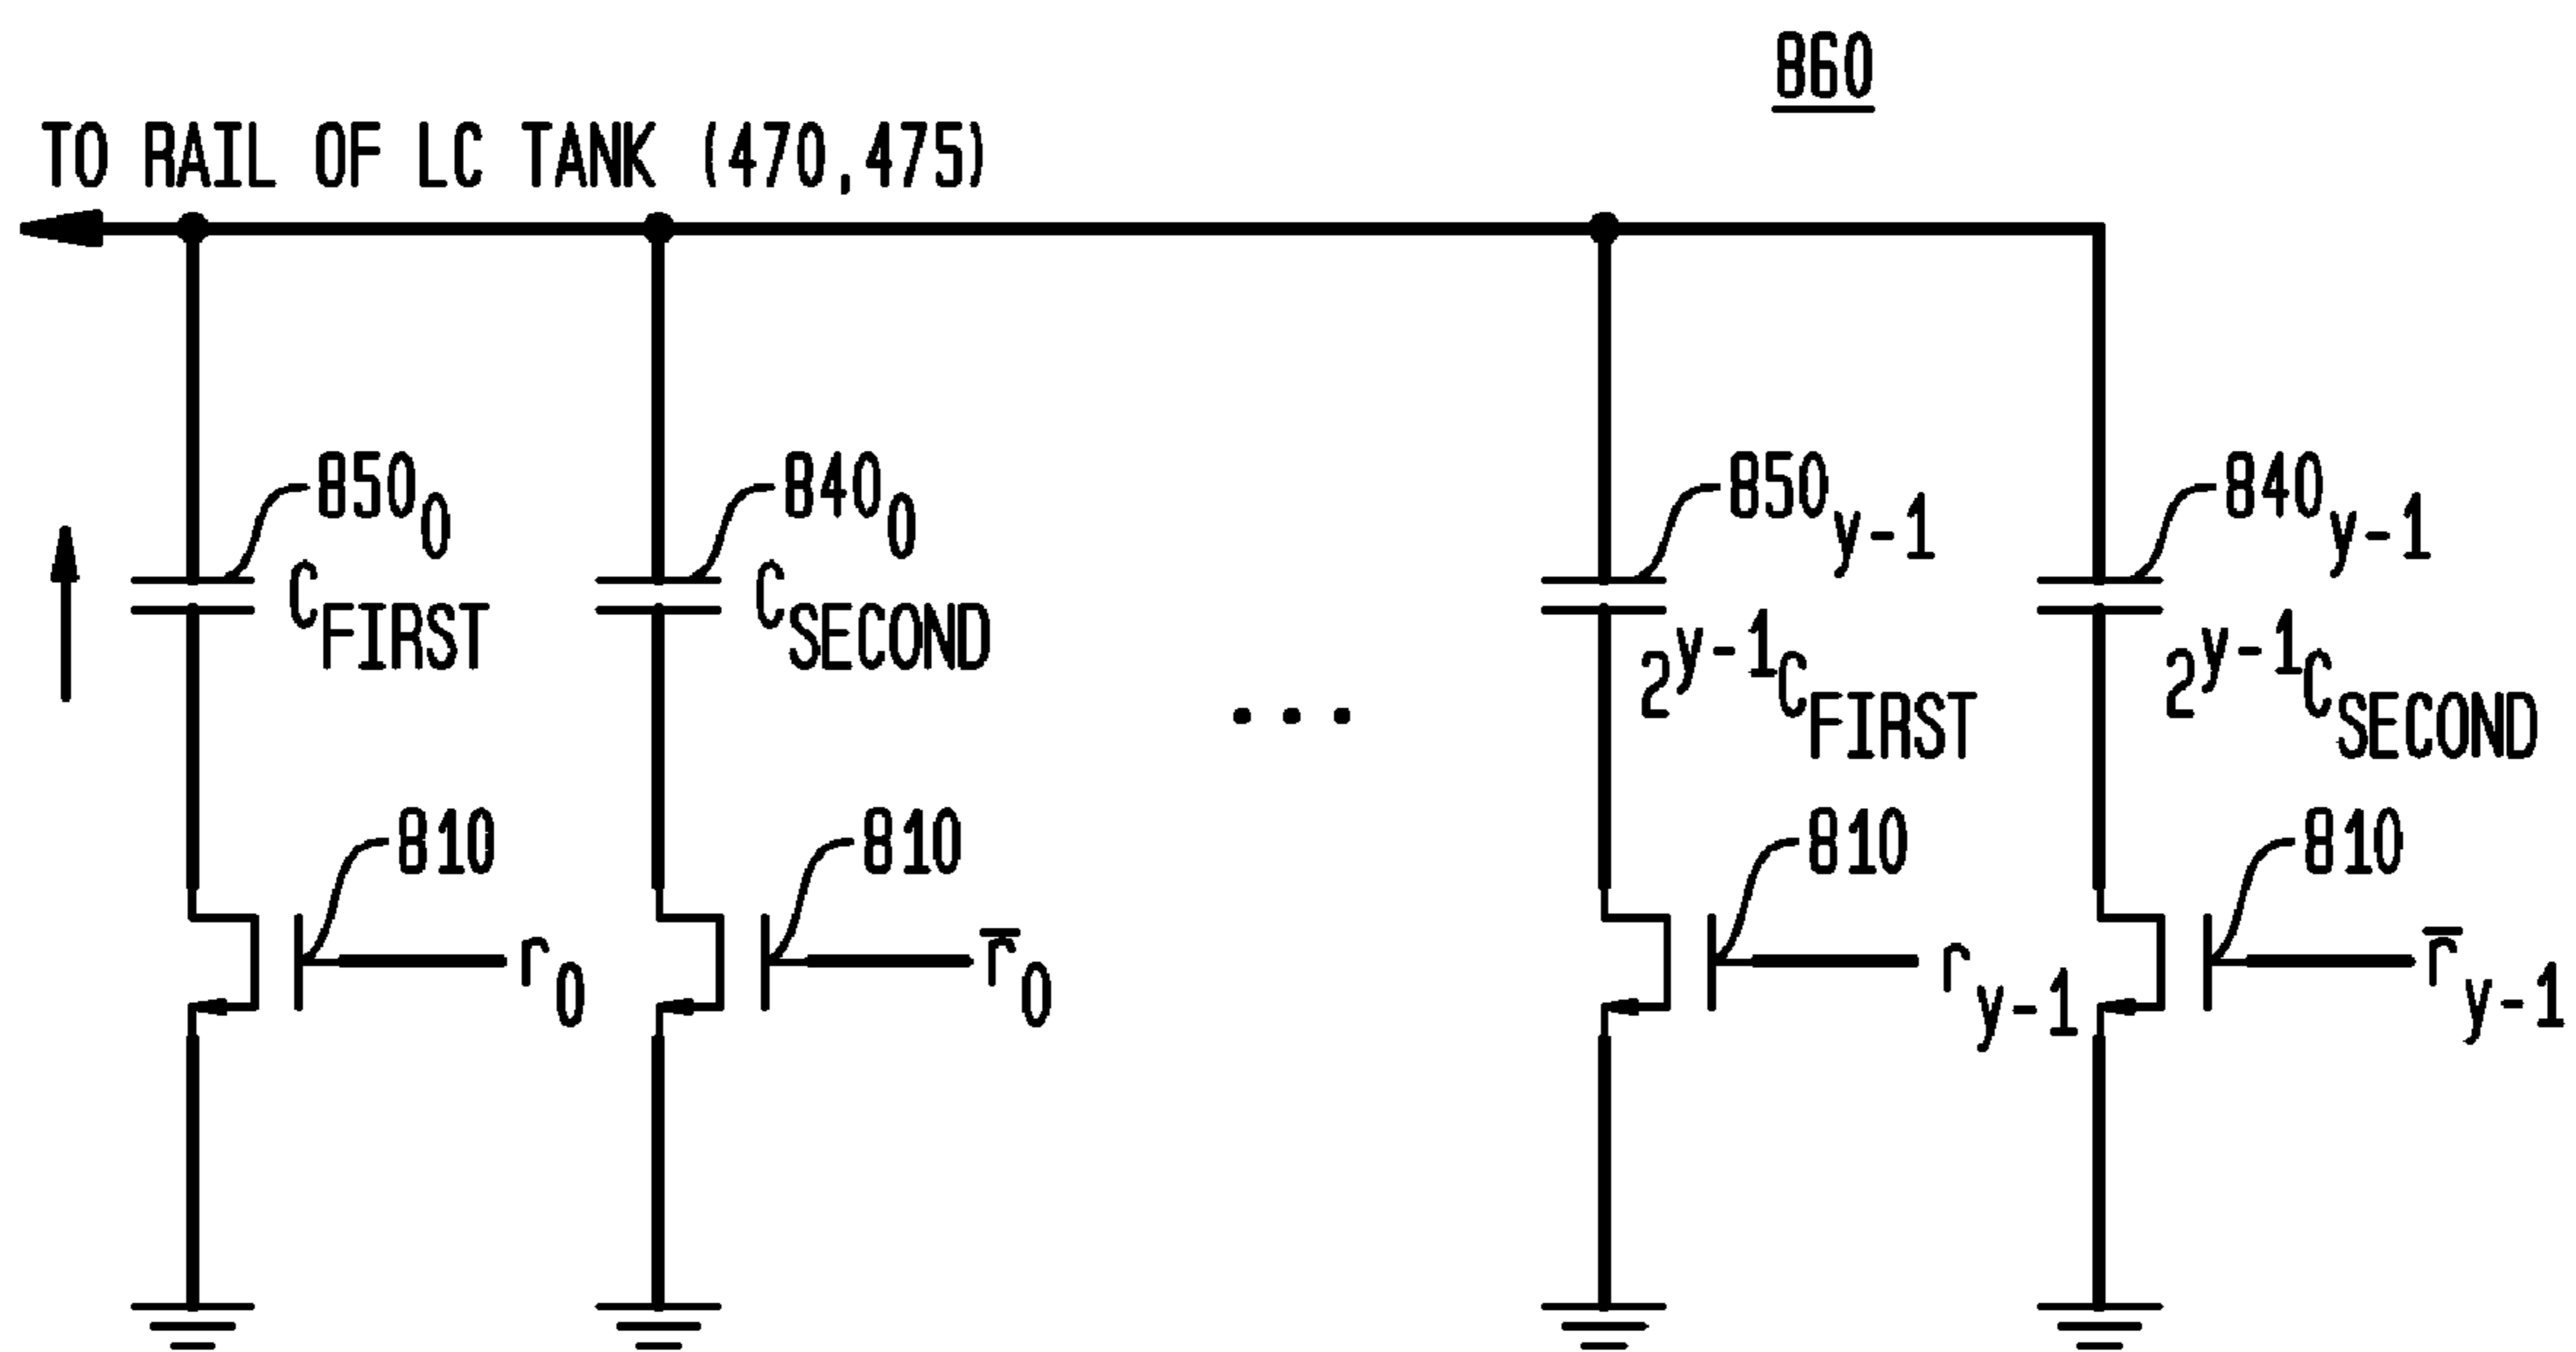 860
TO RAIL OF LC TANK (470,475)
850₀
C_FIRST
840₀
C_SECOND
850_y-1
2^y-1 C_FIRST
840_y-1
2^y-1 C_SECOND
...
810
r₀
810
r̅₀
810
r_y-1
810
r̅_y-1